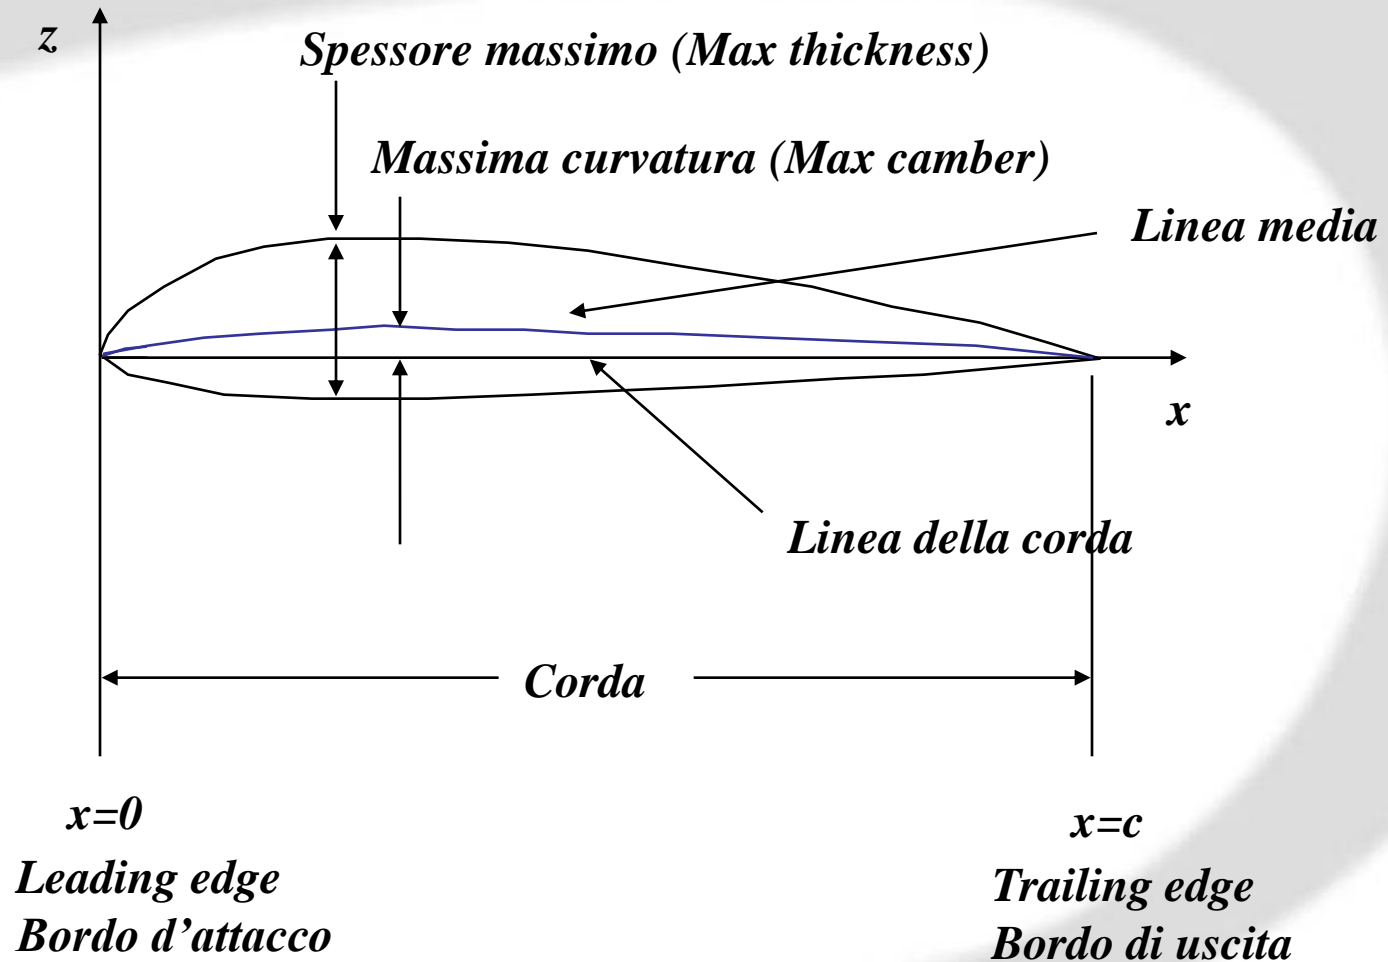 z
Spessore massimo (Max thickness)
Massima curvatura (Max camber)
Linea media
x
Linea della corda
Corda
x=0
Leading edge
Bordo d’attacco
x=c
Trailing edge
Bordo di uscita